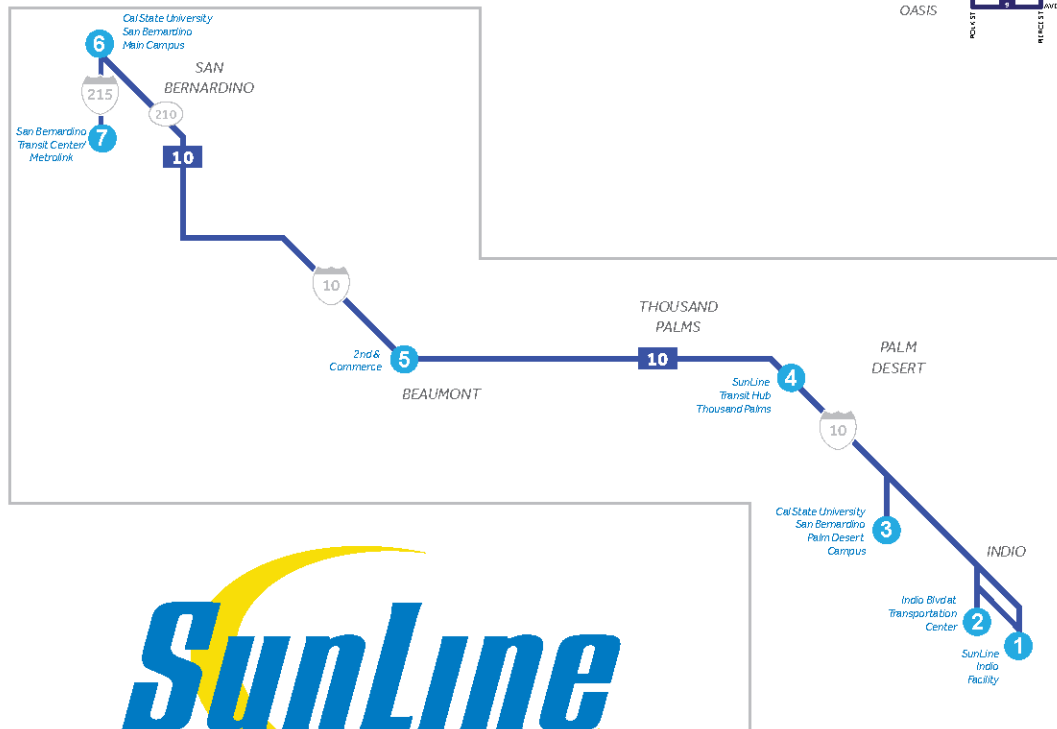 OASIS
POLK ST
9
PIERCE ST
AVE
Cal State University
San Bernardino
Main Campus
6
SAN
BERNARDINO
215
210
San Bernardino
Transit Center/
Metrolink
7
10
10
THOUSAND
PALMS
2nd &
Commerce
5
10
PALM
DESERT
BEAUMONT
4
SunLine
Transit Hub
Thousand Palms
10
Cal State University
San Bernardino
Palm Desert
Campus
3
INDIO
Indio Blvd at
Transportation
Center
2
1
SunLine
Indio
Facility
SunLine